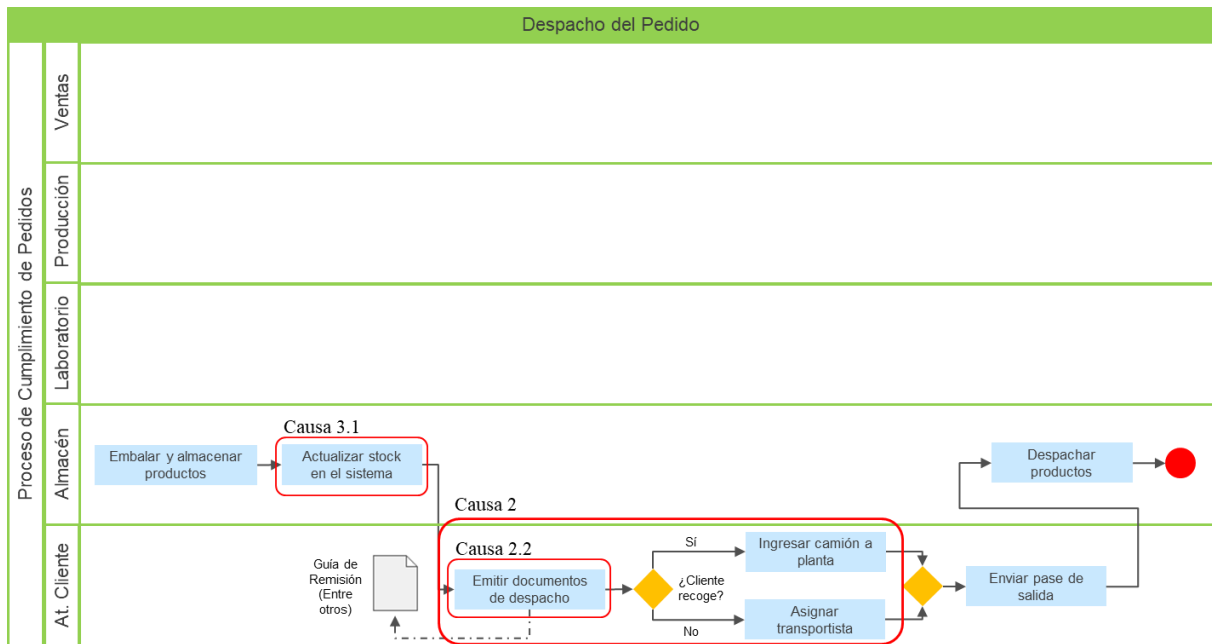 Despacho del Pedido
Proceso de Cumplimiento de Pedidos
Ventas
Producción
Laboratorio
Almacén
Causa 3.1
Embalar y almacenar
productos
Actualizar stock
en el sistema
Despachar
productos
Causa 2
At. Cliente
Guía de
Remisión
(Entre
otros)
Causa 2.2
Emitir documentos
de despacho
¿Cliente
recoge?
Sí
Ingresar camión a
planta
No
Asignar
transportista
Enviar pase de
salida